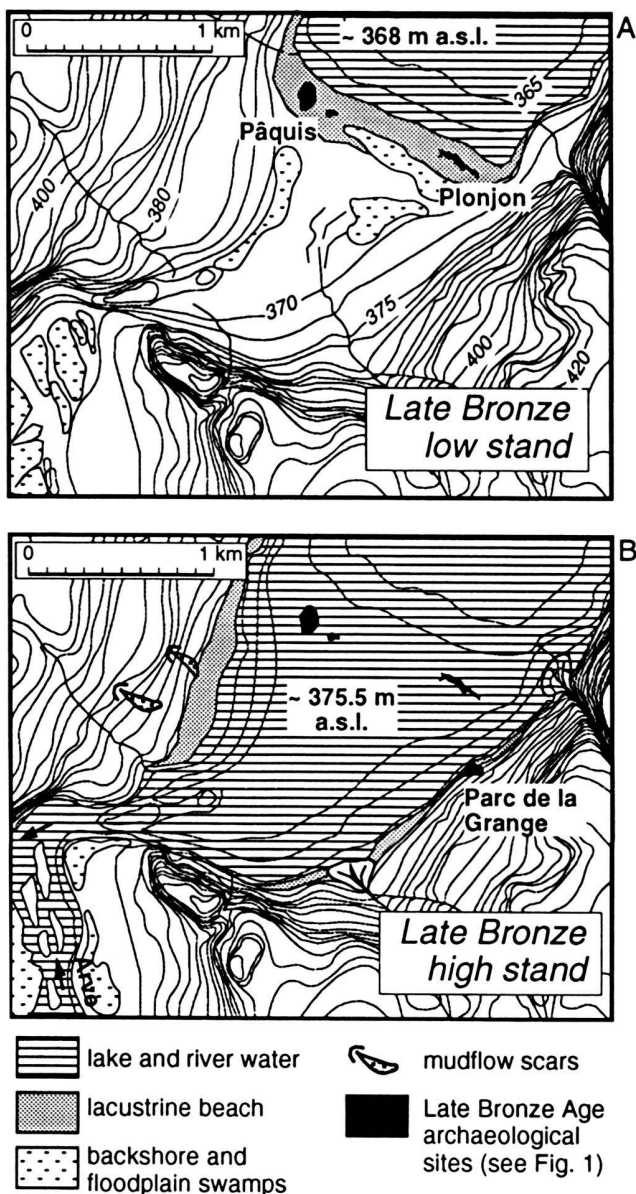 A
0 1 km
~ 368 m a.s.l.
365
Pâquis
Plonjon
400
380
370
375
400
420
Late Bronze
low stand
B
0 1 km
~ 375.5 m
a.s.l.
Parc de la
Grange
Arve
Late Bronze
high stand
lake and river water
lacustrine beach
backshore and
floodplain swamps
mudflow scars
Late Bronze Age
archaeological
sites (see Fig. 1)